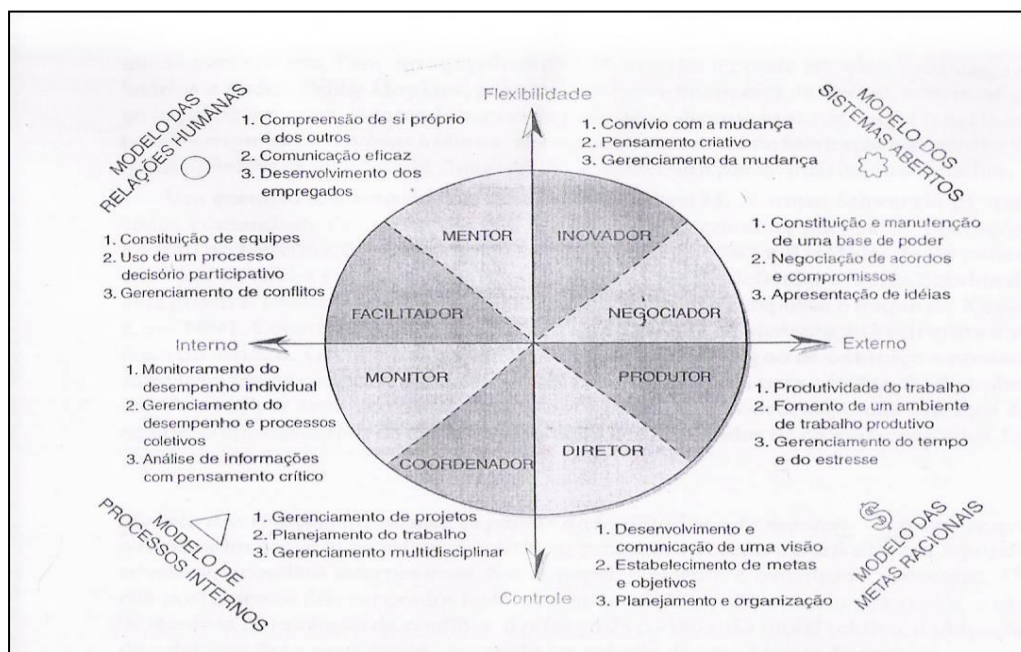 Flexibilidade
MODELO DAS
RELAÇÕES HUMANAS
1. Compreensão de si próprio
e dos outros
2. Comunicação eficaz
3. Desenvolvimento dos
empregados
1. Convívio com a mudança
2. Pensamento criativo
3. Gerenciamento da mudança
MODELO DOS
SISTEMAS ABERTOS
1. Constituição de equipes
2. Uso de um processo
decisório participativo
3. Gerenciamento de conflitos
MENTOR
INOVADOR
1. Constituição e manutenção
de uma base de poder
2. Negociação de acordos
e compromissos
3. Apresentação de idéias
FACILITADOR
NEGOCIADOR
Interno
Externo
MONITOR
PRODUTOR
1. Monitoramento do
desempenho individual
2. Gerenciamento do
desempenho e processos
coletivos
3. Análise de informações
com pensamento crítico
COORDENADOR
DIRETOR
1. Produtividade do trabalho
2. Fomento de um ambiente
de trabalho produtivo
3. Gerenciamento do tempo
e do estresse
MODELO DE
PROCESSOS INTERNOS
1. Gerenciamento de projetos
2. Planejamento do trabalho
3. Gerenciamento multidisciplinar
1. Desenvolvimento e
comunicação de uma visão
2. Estabelecimento de metas
e objetivos
3. Planejamento e organização
MODELO DAS
METAS RACIONAIS
Controle